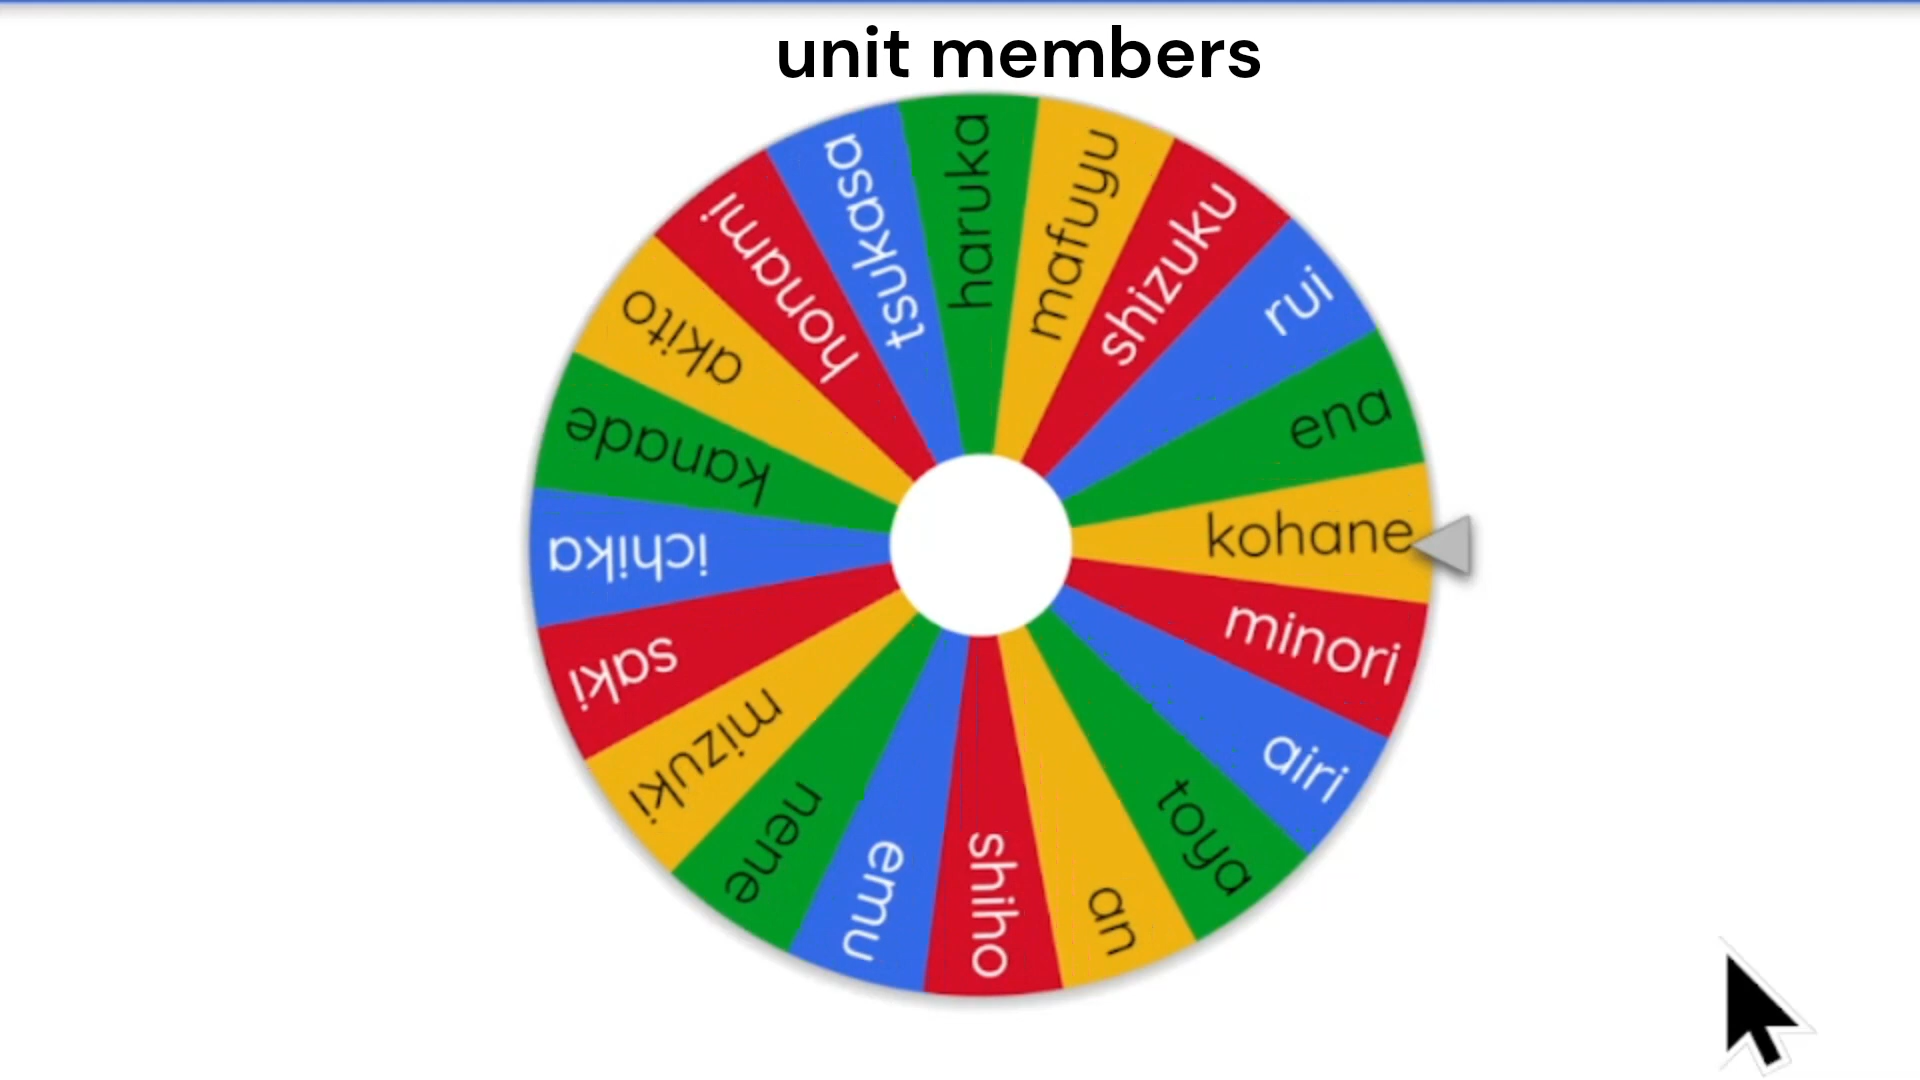 unit members
haruka
mafuyu
shizuku
rui
ena
kohane
minori
airi
toya
an
shiho
emu
nene
mizuki
saki
ichika
kanade
akito
honami
tsukasa